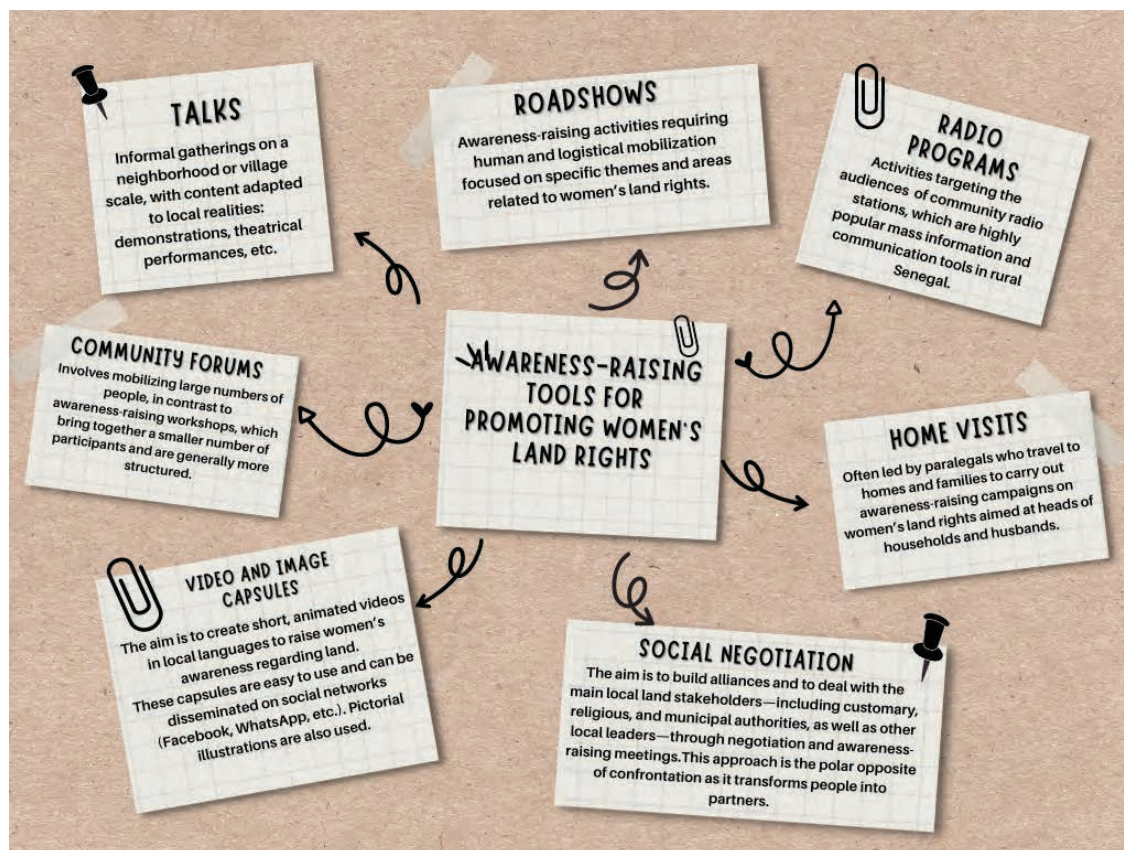 TALKS
Informal gatherings on a
neighborhood or village
scale, with content adapted
to local realities:
demonstrations, theatrical
performances, etc.
ROADSHOWS
Awareness-raising activities requiring
human and logistical mobilization
focused on specific themes and areas
related to women's land rights.
RADIO
PROGRAMS
Activities targeting the
audiences of community radio
stations, which are highly
popular mass information and
communication tools in rural
Senegal.
COMMUNITY FORUMS
Involves mobilizing large numbers of
people, in contrast to
awareness-raising workshops, which
bring together a smaller number of
participants and are generally more
structured.
AWARENESS-RAISING
TOOLS FOR
PROMOTING WOMEN'S
LAND RIGHTS
HOME VISITS
Often led by paralegals who travel to
homes and families to carry out
awareness-raising campaigns on
women's land rights aimed at heads of
households and husbands.
VIDEO AND IMAGE
CAPSULES
The aim is to create short, animated videos
in local languages to raise women's
awareness regarding land.
These capsules are easy to use and can be
disseminated on social networks
(Facebook, WhatsApp, etc.). Pictorial
illustrations are also used.
SOCIAL NEGOTIATION
The aim is to build alliances and to deal with the
main local land stakeholders—including customary,
religious, and municipal authorities, as well as other
local leaders—through negotiation and awareness-
raising meetings.This approach is the polar opposite
of confrontation as it transforms people into
partners.